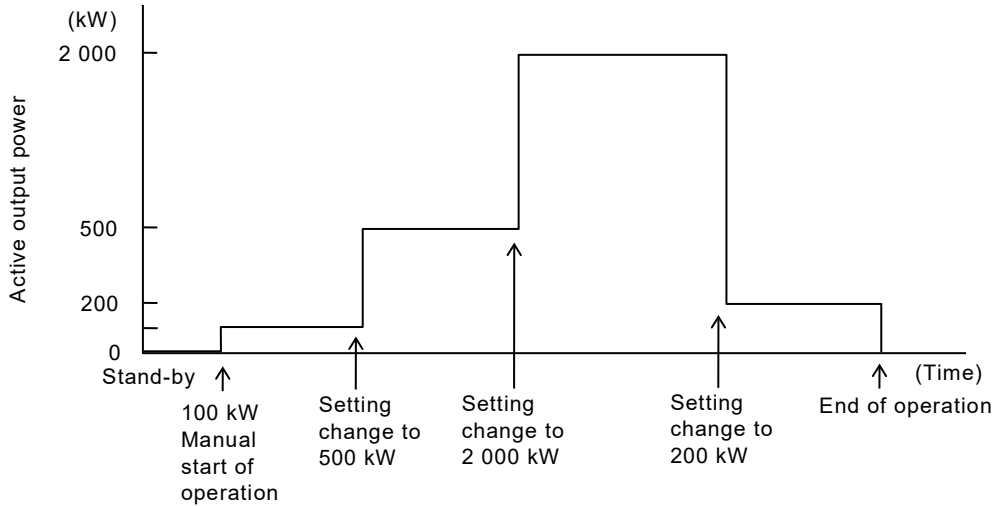 (kW)
2 000
500
200
0
Active output power
Stand-by
(Time)
100 kW
Manual
start of
operation
Setting
change to
500 kW
Setting
change to
2 000 kW
Setting
change to
200 kW
End of operation